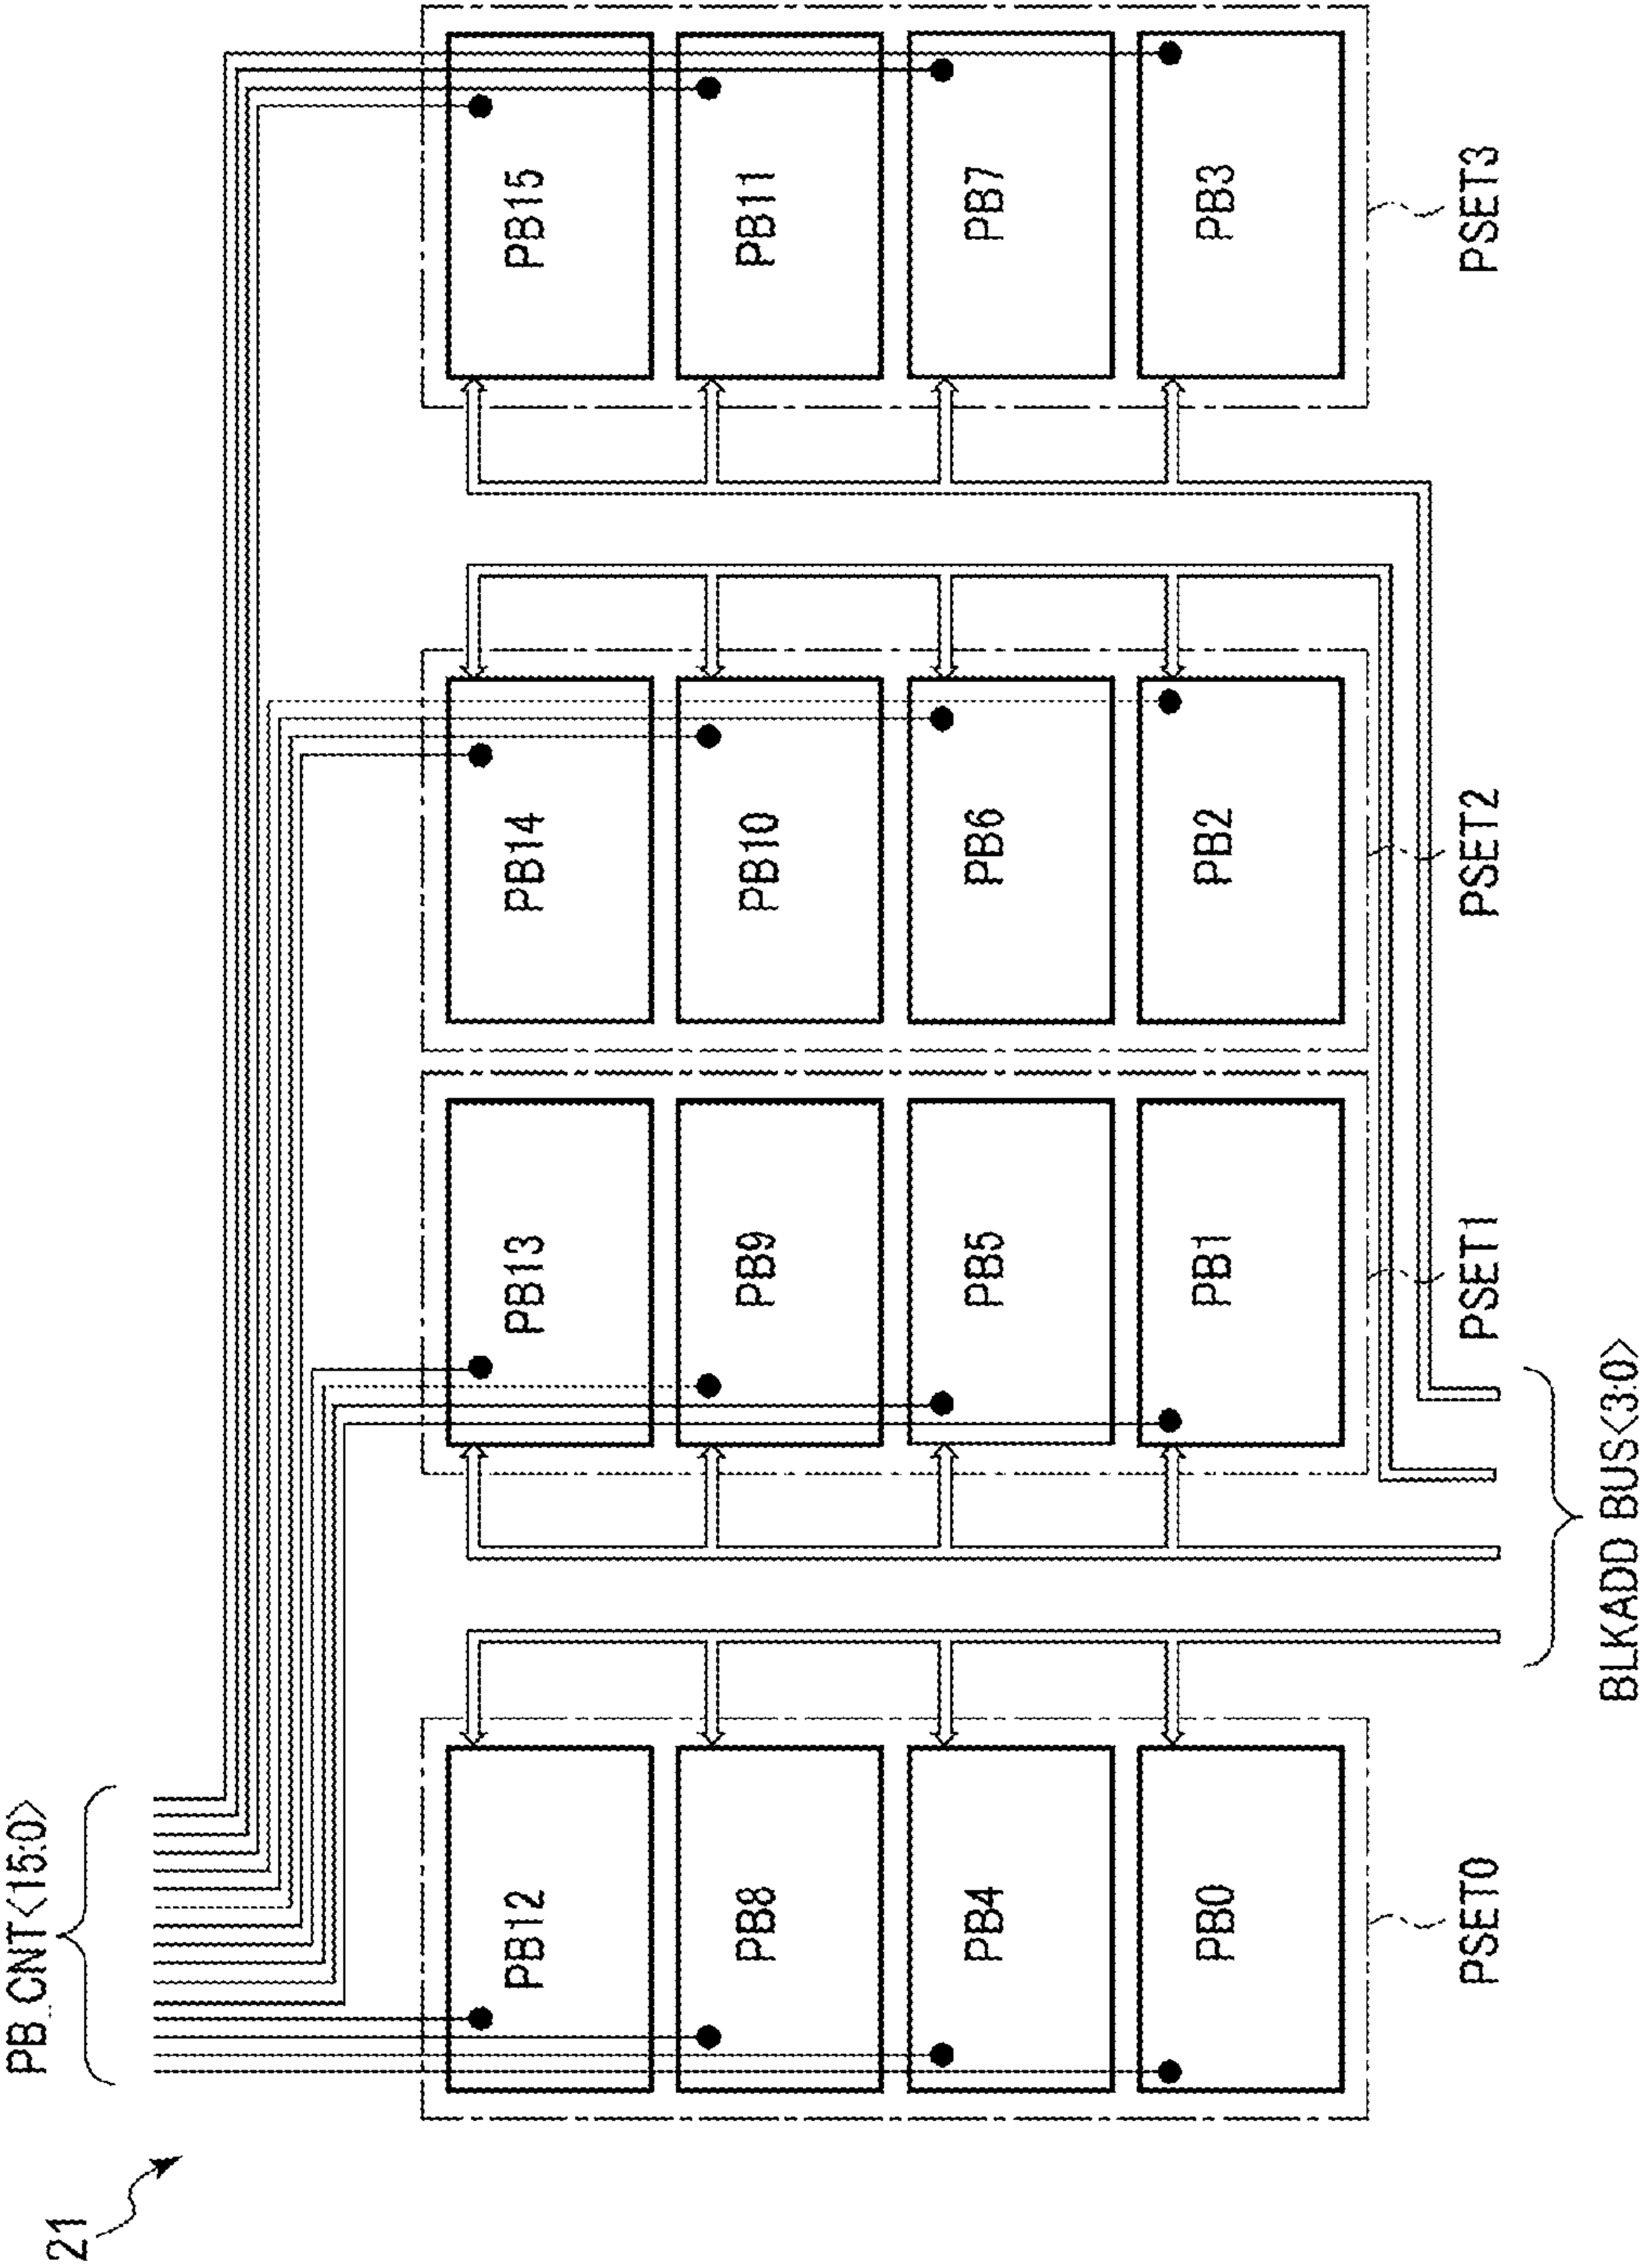 PB_CNT<15:0>
21
PB12
PB13
PB14
PB15
PB8
PB9
PB10
PB11
PB4
PB5
PB6
PB7
PB0
PB1
PB2
PB3
PSET0
PSET1
PSET2
PSET3
BLKADD BUS<3:0>